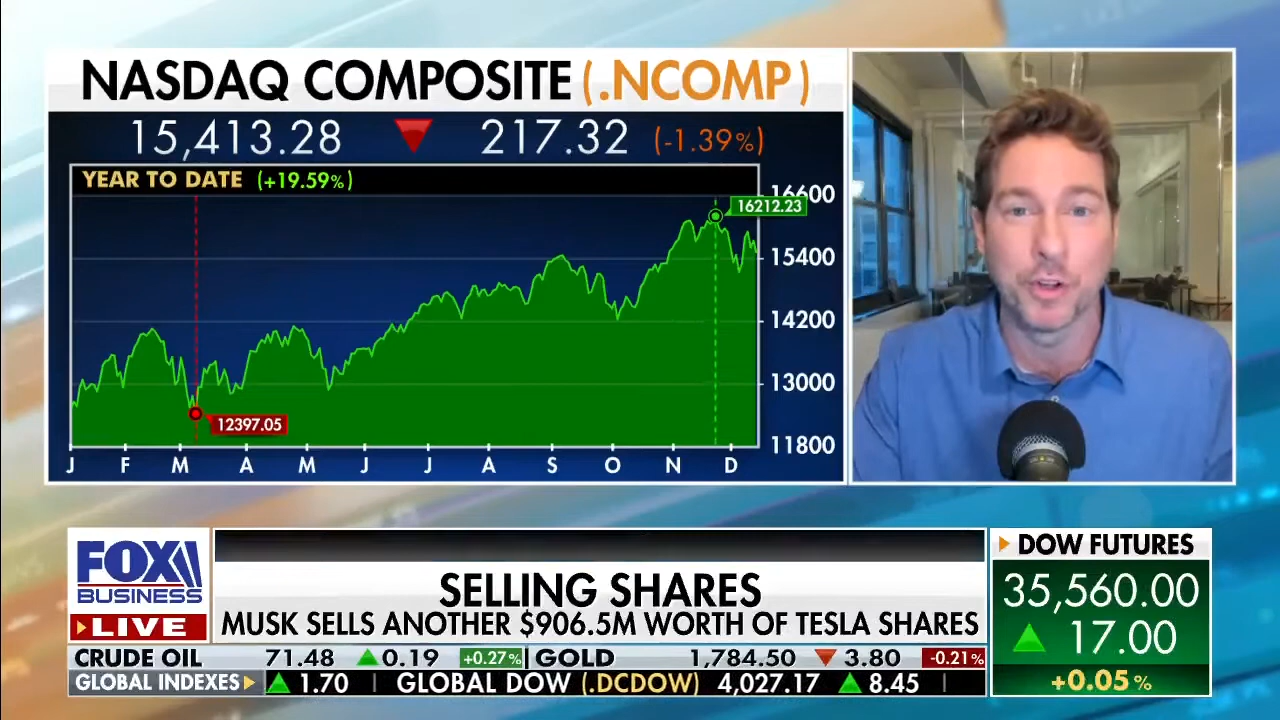 NASDAQ COMPOSITE (.NCOMP)
15,413.28 ▼ 217.32 (-1.39%)
YEAR TO DATE (+19.59%)
16600
16212.23
15400
14200
13000
12397.05
11800
J F M A M J J A S O N D
FOX BUSINESS
LIVE
SELLING SHARES
MUSK SELLS ANOTHER $906.5M WORTH OF TESLA SHARES
CRUDE OIL 71.48 ▲ 0.19 +0.27% GOLD 1,784.50 ▼ 3.80 -0.21%
GLOBAL INDEXES ▲ 1.70 | GLOBAL DOW (.DCDOW) 4,027.17 ▲ 8.45 |
DOW FUTURES
35,560.00
▲ 17.00
+0.05%